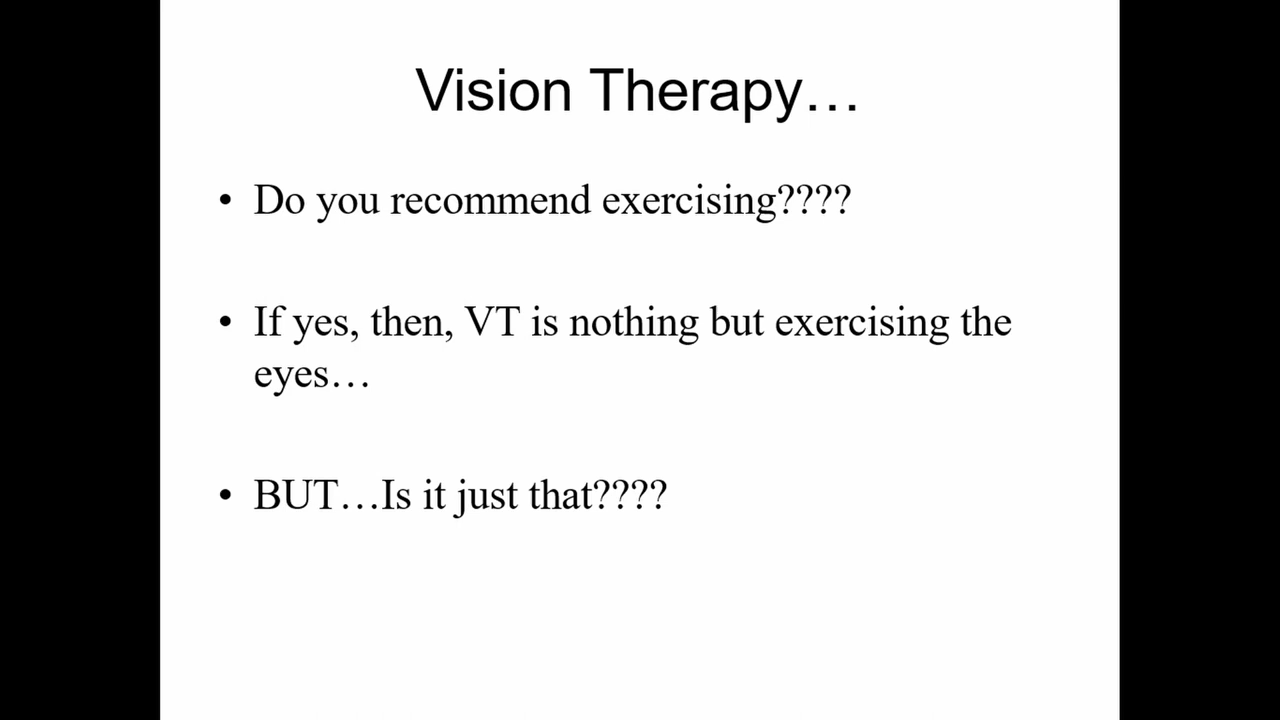 Vision Therapy…
• Do you recommend exercising????
• If yes, then, VT is nothing but exercising the
eyes…
• BUT…Is it just that????